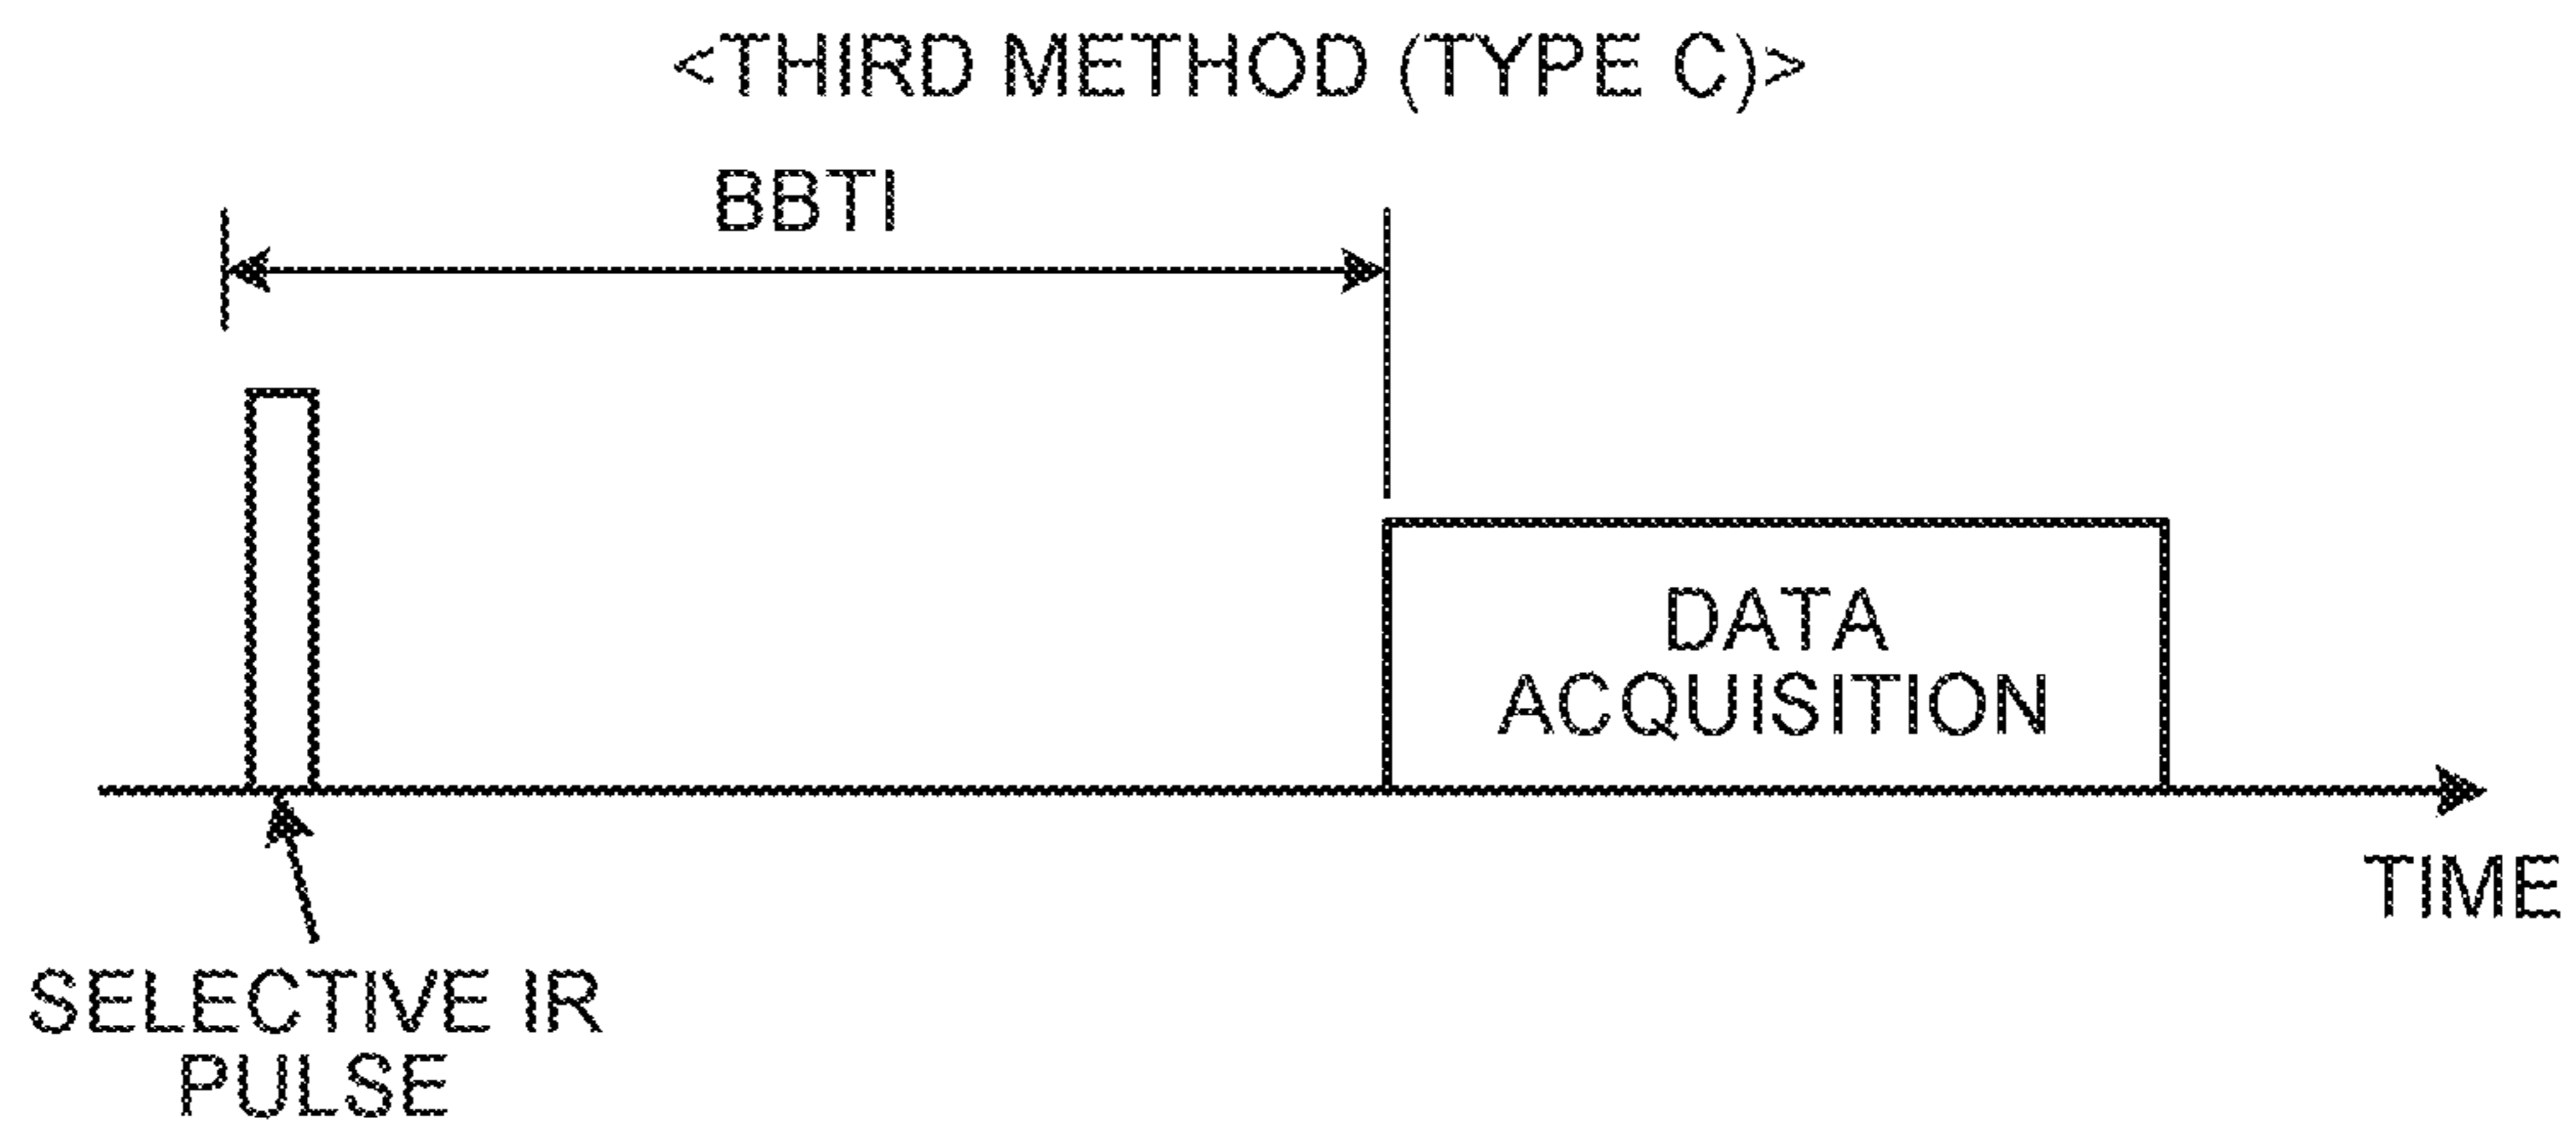 <THIRD METHOD (TYPE C)>
BBTI
DATA
ACQUISITION
TIME
SELECTIVE IR
PULSE